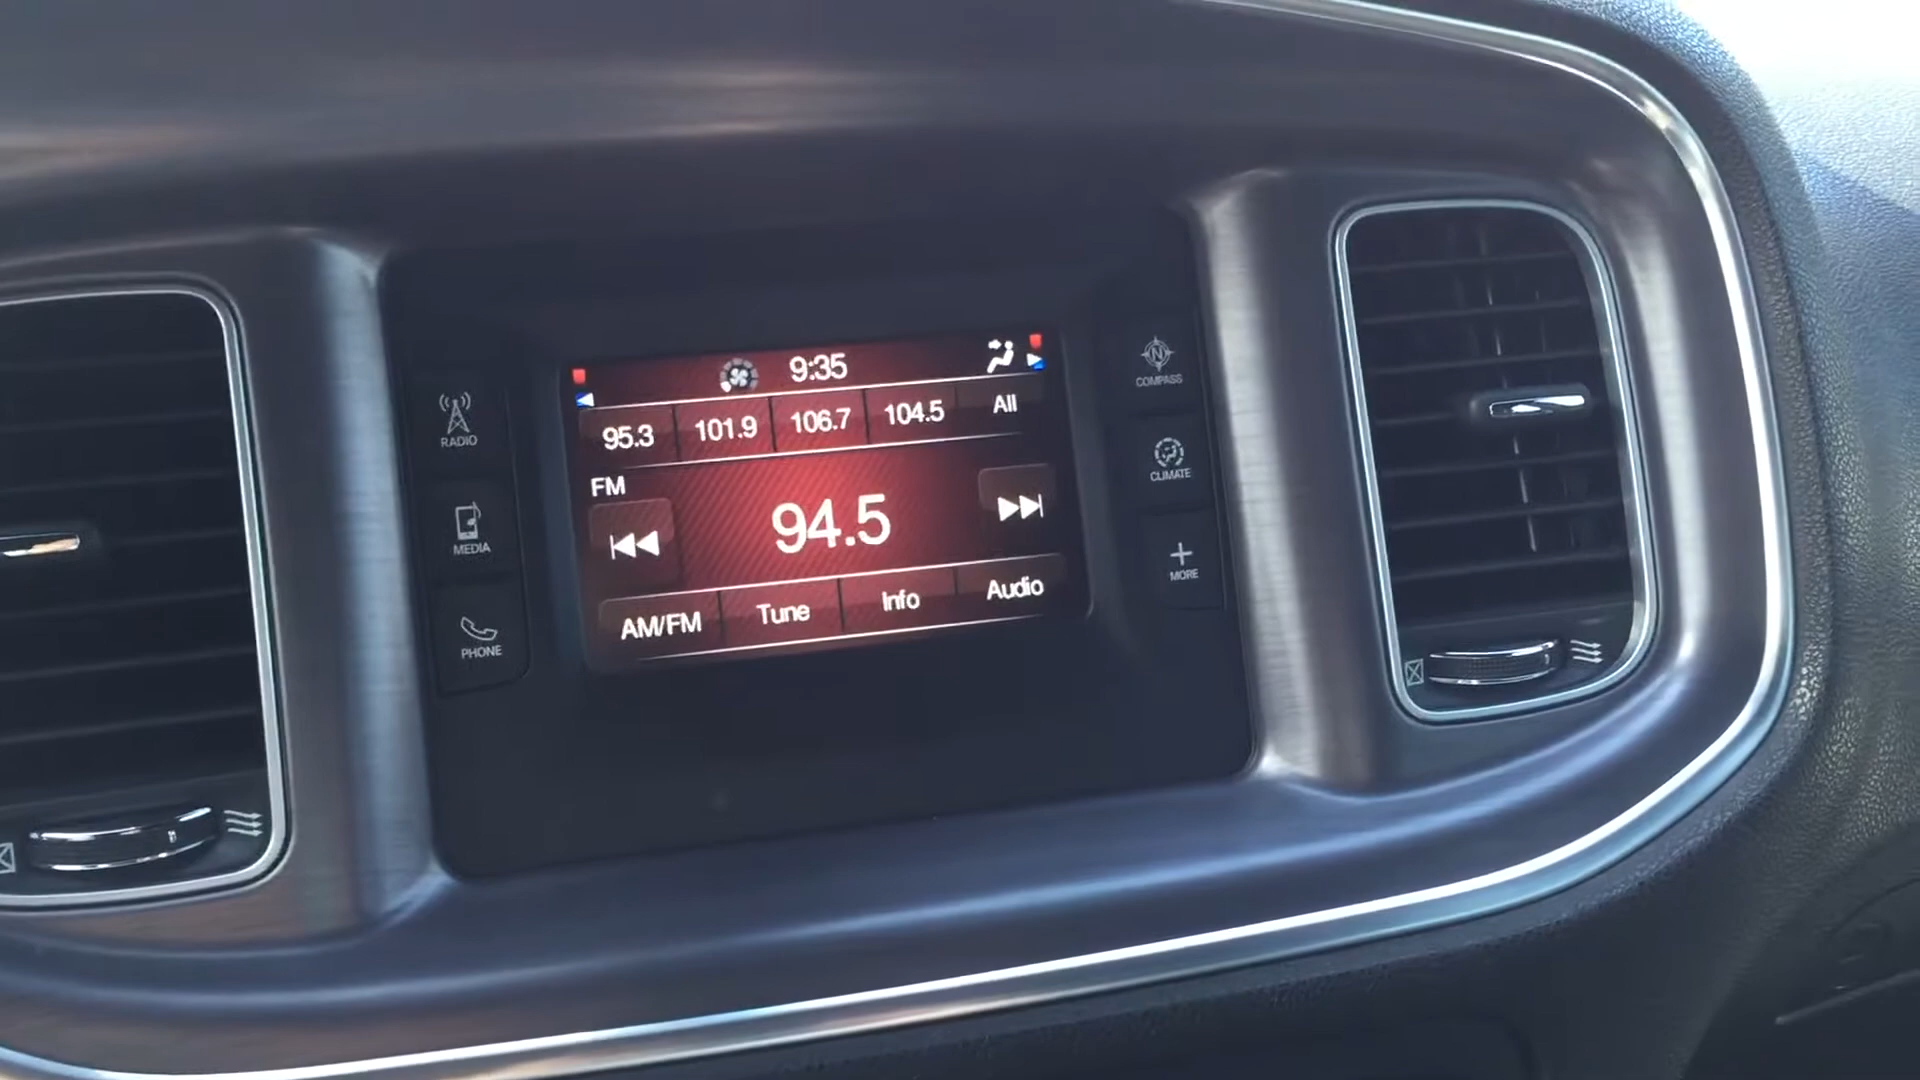 9:35
95.3 101.9 106.7 104.5 All
FM
94.5
AM/FM Tune Info Audio
RADIO
MEDIA
PHONE
N
COMPASS
CLIMATE
MORE